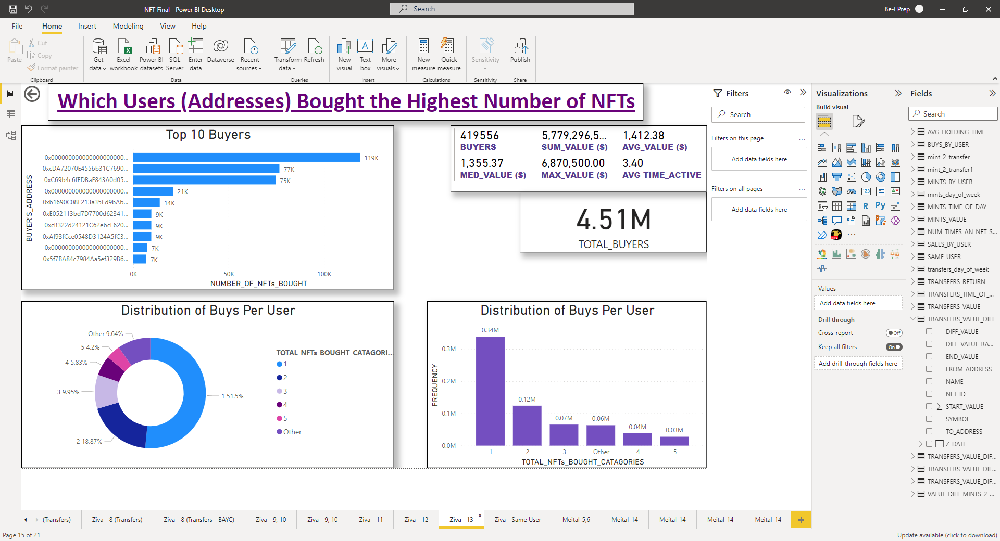 NFT Final - Power BI Desktop
Search
Be-I Prep
File
Home
Insert
Modeling
View
Help
Paste
Cut
Copy
Format painter
Get data
Excel workbook
Power BI datasets
SQL Server
Enter data
Dataverse
Recent sources
Transform data
Refresh
New visual
Text box
More visuals
New measure
Quick measure
Sensitivity
Publish
Clipboard
Data
Queries
Insert
Calculations
Sensitivity
Share
Which Users (Addresses) Bought the Highest Number of NFTs
Top 10 Buyers
BUYER'S_ADDRESS
0x000000000000000000000... 119K
0xcDA72070E455bb31C7690... 77K
0xC69b4c6fFDBaF843A0d05... 75K
0x000000000000000000000... 21K
0xb1690C08E213a35Ed9bAb... 14K
0xE052113bd7D7700d62341... 9K
0xcB322d24121C62ebcE620... 9K
0xAf93fCce0548D3124A5fC3... 9K
0x000000000000000000000... 7K
0x5f7BA84c7984Aa5ef329B6... 7K
0K 50K 100K
NUMBER_OF_NFTs_BOUGHT
419556 5,779,296,5... 1,412.38
BUYERS SUM_VALUE ($) AVG_VALUE ($)
1,355.37 6,870,500.00 3.40
MED_VALUE ($) MAX_VALUE ($) AVG TIME_ACTIVE
4.51M
TOTAL_BUYERS
Distribution of Buys Per User
Other 9.64%
5 4.2%
4 5.83%
3 9.95%
2 18.87%
1 51.5%
TOTAL_NFTs_BOUGHT_CATAGORI...
1
2
3
4
5
Other
Distribution of Buys Per User
FREQUENCY
0.3M
0.2M
0.1M
0.0M
0.34M
0.12M
0.07M
0.06M
0.04M
0.03M
1 2 3 Other 4 5
TOTAL_NFTs_BOUGHT_CATAGORIES
Filters
Search
Filters on this page ...
Add data fields here
Filters on all pages ...
Add data fields here
Visualizations
Build visual
123
R
Py
PRO
...
Values
Add data fields here
Drill through
Cross-report Off
Keep all filters On
Add drill-through fields here
Fields
Search
AVG_HOLDING_TIME
BUYS_BY_USER
mint_2_transfer
mint_2_transfer1
MINTS_BY_USER
mints_day_of_week
MINTS_TIME_OF_DAY
MINTS_VALUE
NUM_TIMES_AN_NFT_S...
SALES_BY_USER
SAME_USER
transfers_day_of_week
TRANSFERS_RETURN
TRANSFERS_TIME_OF_...
TRANSFERS_VALUE
TRANSFERS_VALUE_DIFF
DIFF_VALUE
DIFF_VALUE_RA...
END_VALUE
FROM_ADDRESS
NAME
NFT_ID
START_VALUE
SYMBOL
TO_ADDRESS
Z_DATE
TRANSFERS_VALUE_DIF...
TRANSFERS_VALUE_DIF...
TRANSFERS_VALUE_DIF...
VALUE_DIFF_MINTS_2_...
(Transfers)
Ziva - 8 (Transfers)
Ziva - 8 (Transfers - BAYC)
Ziva - 9, 10
Ziva - 9, 10
Ziva - 11
Ziva - 12
Ziva - 13
x
Ziva - Same User
Meital-5,6
Meital-14
Meital-14
Meital-14
Meital-14
+
Page 15 of 21
Update available (click to download)